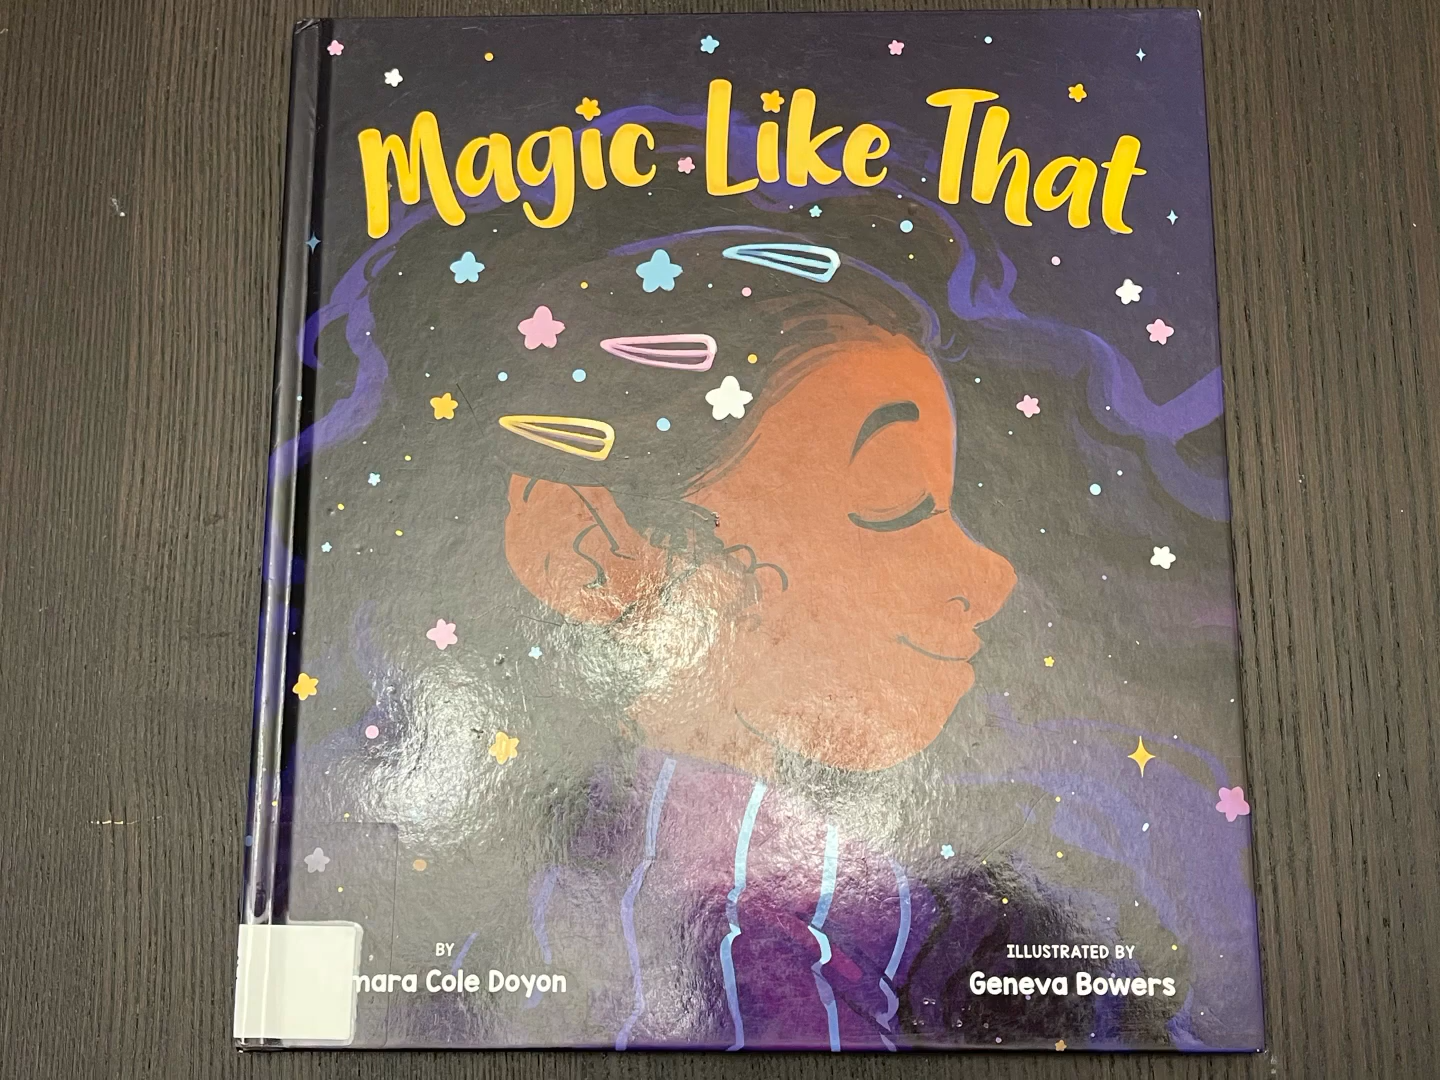 Magic Like That
BY
mara Cole Doyon
ILLUSTRATED BY
Geneva Bowers